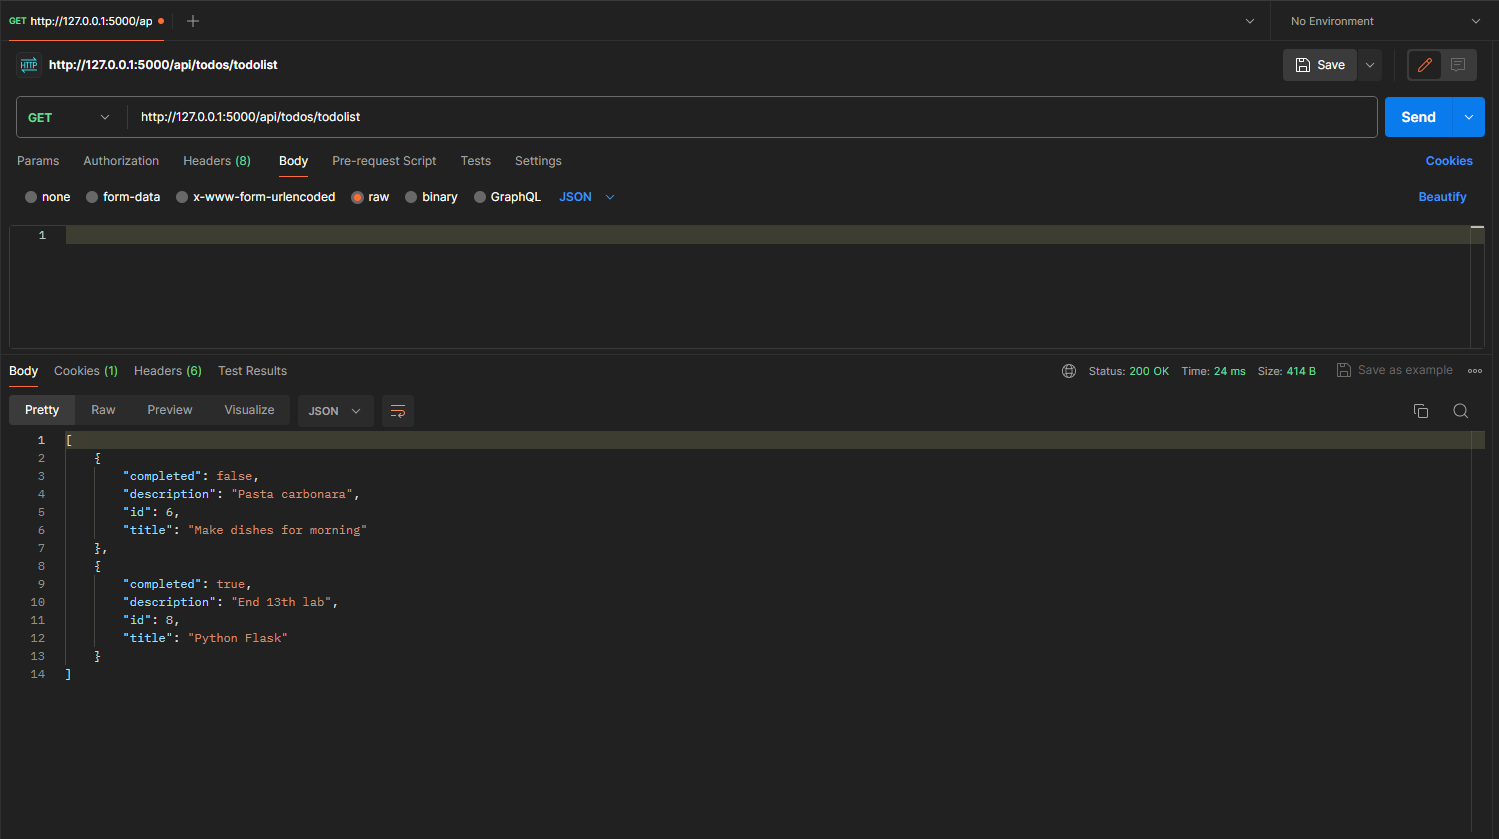 GET http://127.0.0.1:5000/ap
No Environment
HTTP http://127.0.0.1:5000/api/todos/todolist
Save
GET http://127.0.0.1:5000/api/todos/todolist
Send
Params Authorization Headers (8) Body Pre-request Script Tests Settings Cookies
none form-data x-www-form-urlencoded raw binary GraphQL JSON Beautify
1
Body Cookies (1) Headers (6) Test Results Status: 200 OK Time: 24 ms Size: 414 B Save as example
Pretty Raw Preview Visualize JSON
1 [
2 {
3 "completed": false,
4 "description": "Pasta carbonara",
5 "id": 6,
6 "title": "Make dishes for morning"
7 },
8 {
9 "completed": true,
10 "description": "End 13th lab",
11 "id": 8,
12 "title": "Python Flask"
13 }
14 ]